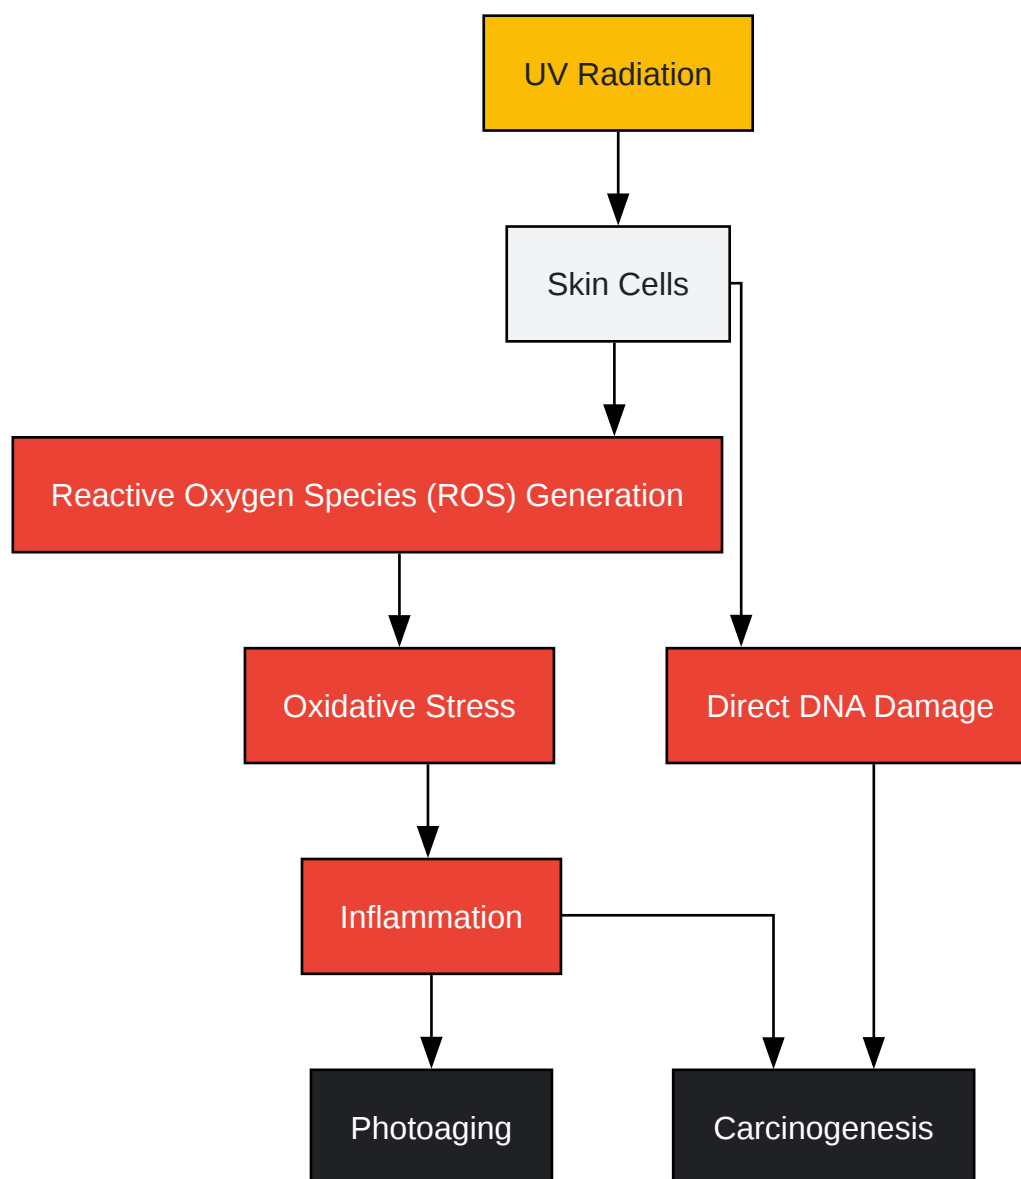 UV Radiation
Skin Cells
Reactive Oxygen Species (ROS) Generation
Oxidative Stress
Direct DNA Damage
Inflammation
Photoaging
Carcinogenesis